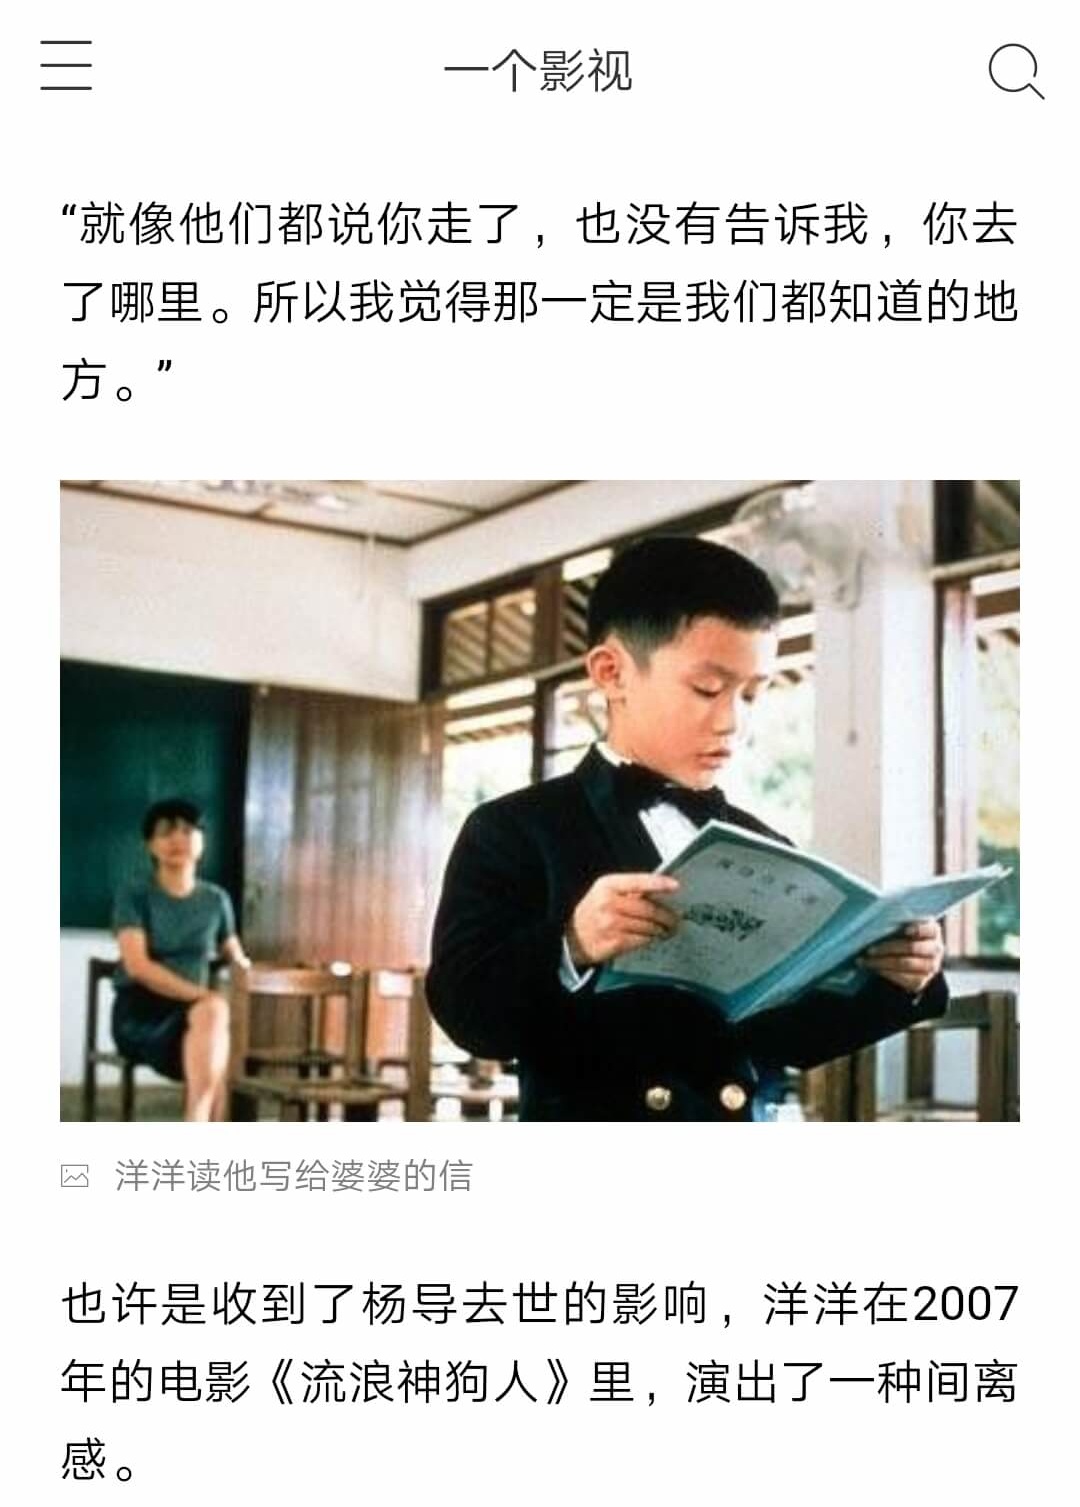 一个影视
“就像他们都说你走了，也没有告诉我，你去
了哪里。所以我觉得那一定是我们都知道的地
方。”
洋洋读他写给婆婆的信
也许是收到了杨导去世的影响，洋洋在2007
年的电影《流浪神狗人》里，演出了一种间离
感。